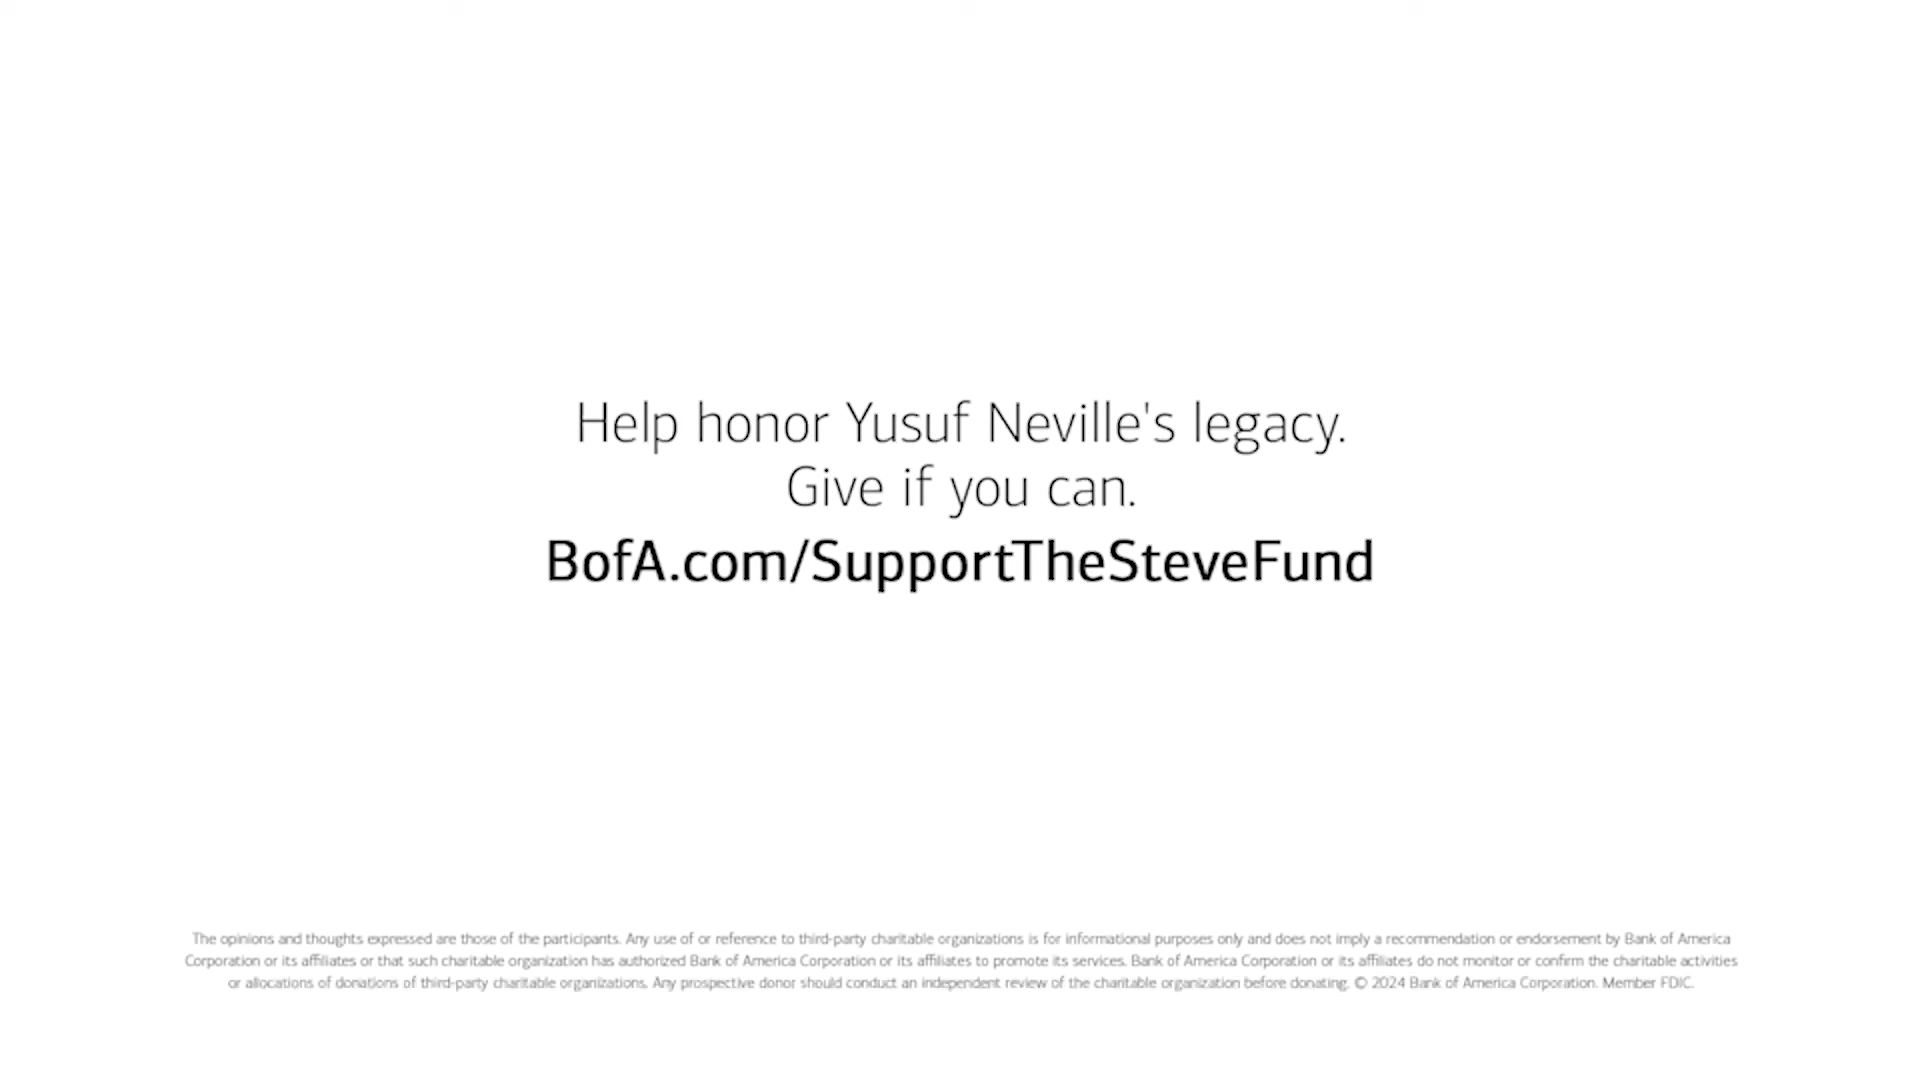 Help honor Yusuf Neville's legacy.
Give if you can.
BofA.com/SupportTheSteveFund
The opinions and thoughts expressed are those of the participants. Any use of or reference to third-party charitable organizations is for informational purposes only and does not imply a recommendation or endorsement by Bank of America
Corporation or its affiliates or that such charitable organization has authorized Bank of America Corporation or its affiliates to promote its services. Bank of America Corporation or its affiliates do not monitor or confirm the charitable activities
or allocations of donations of third-party charitable organizations. Any prospective donor should conduct an independent review of the charitable organization before donating. © 2024 Bank of America Corporation. Member FDIC.